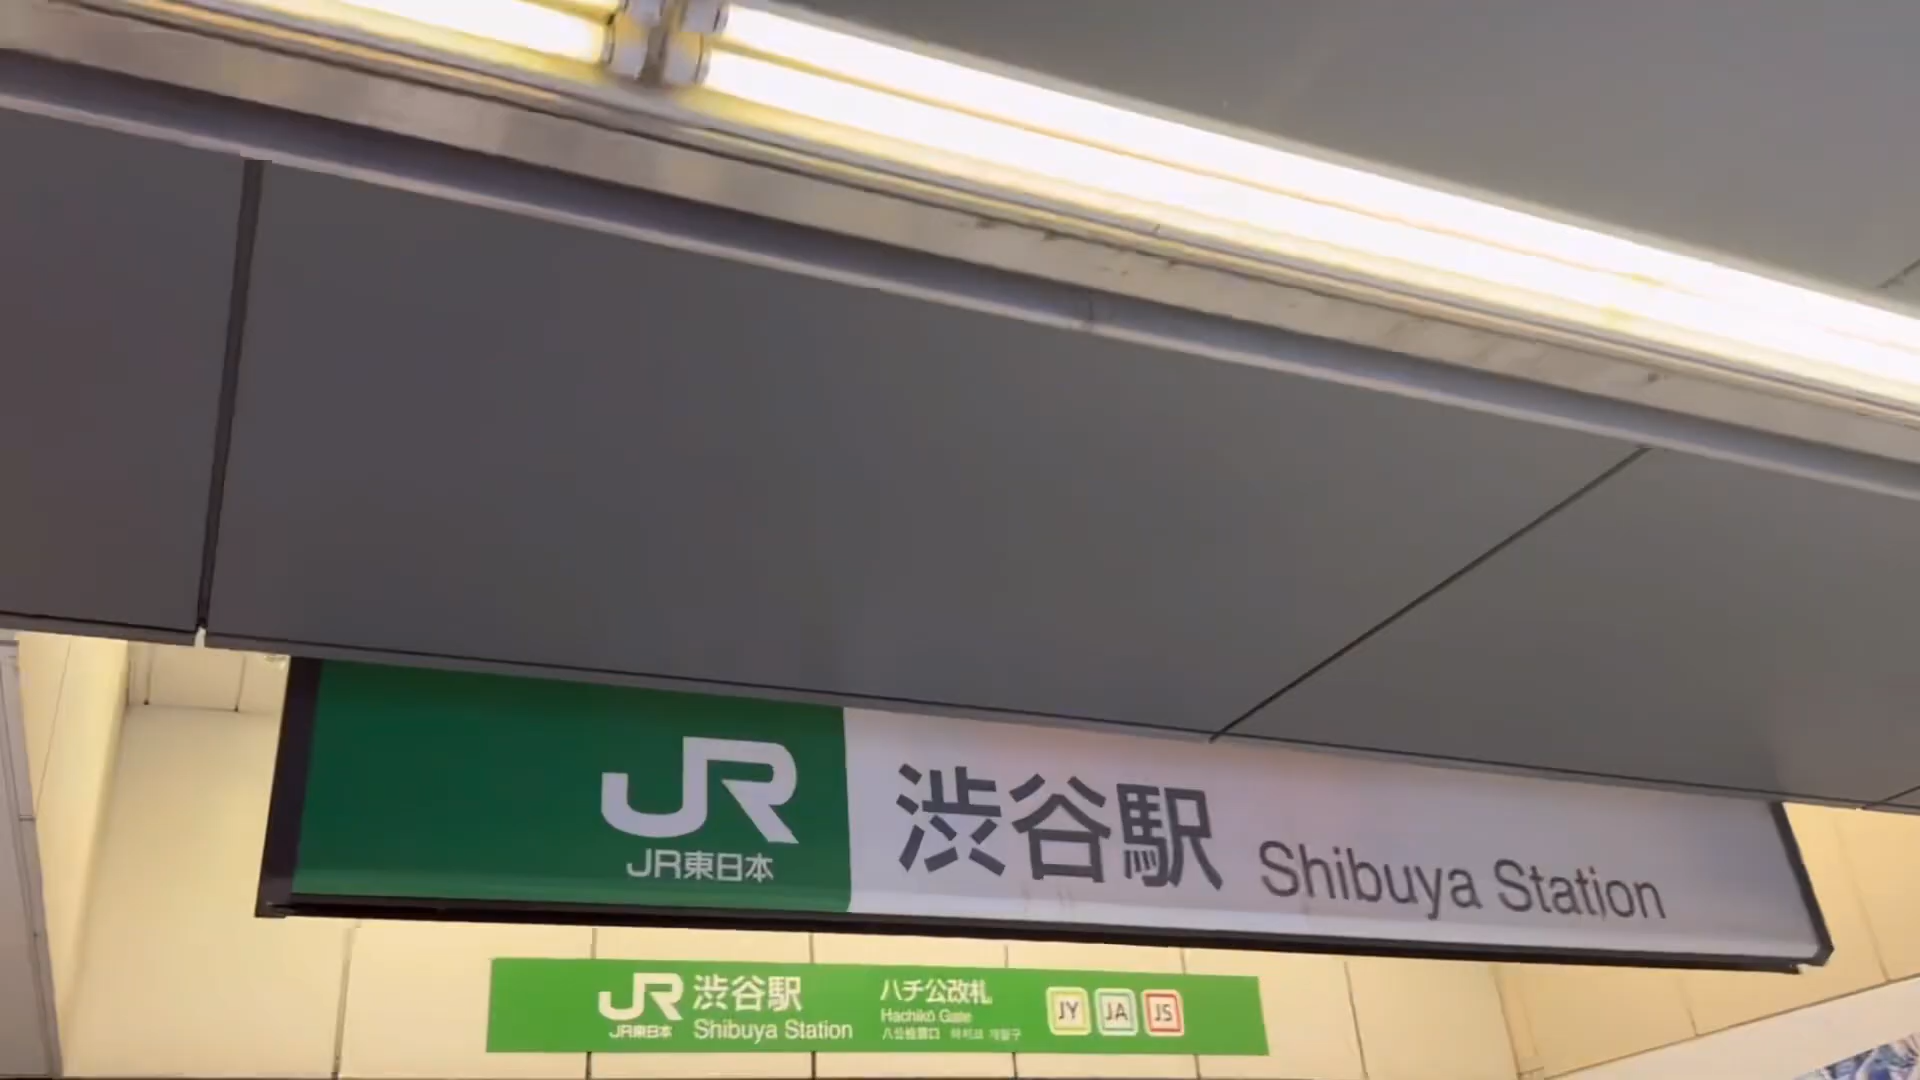 JR
JR東日本
渋谷駅 Shibuya Station
JR
JR東日本
渋谷駅
Shibuya Station
ハチ公改札
Hachikō Gate
JY JA JS